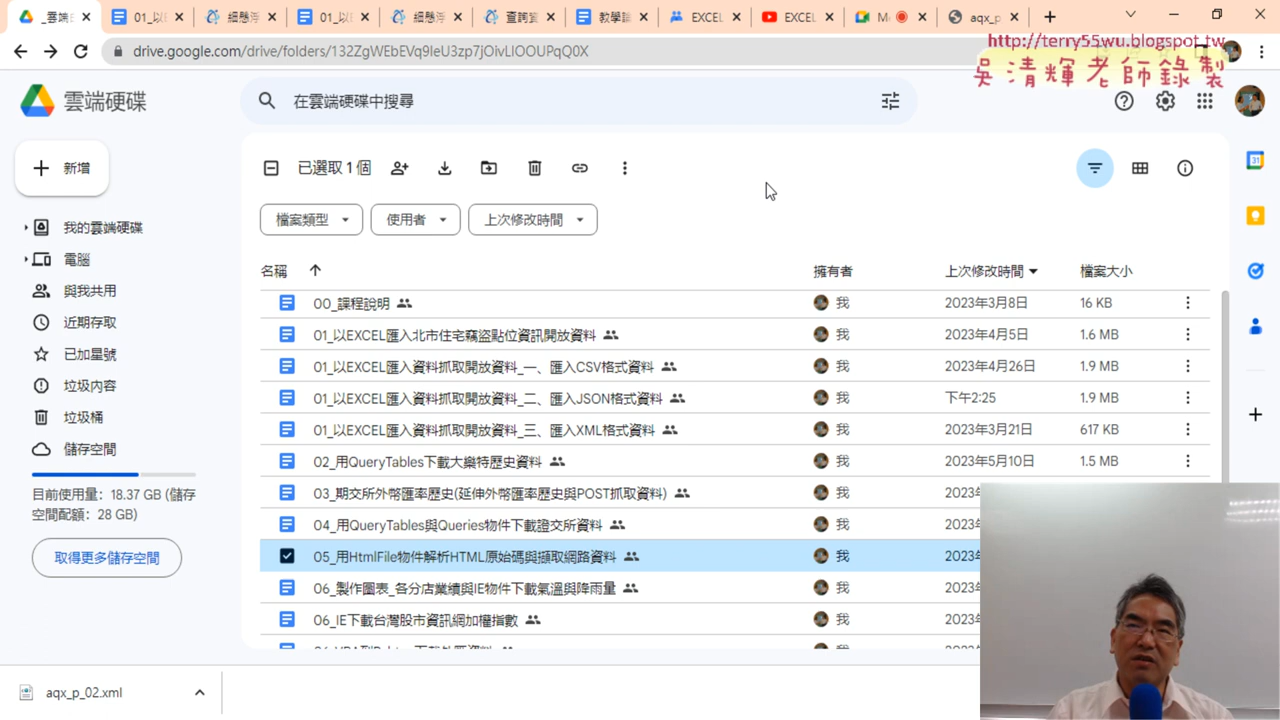 _雲端
01_以
細懸浮
01_以
細懸浮
查詢
教學
EXCEL
EXCEL
M
aqx_p
drive.google.com/drive/folders/132ZgWEbEVq9IeU3zp7jOivLIOOUPqQ0X
http://terry55wu.blogspot.tw
吳清輝老師錄製
雲端硬碟
在雲端硬碟中搜尋
新增
已選取 1 個
檔案類型
使用者
上次修改時間
我的雲端硬碟
電腦
與我共用
近期存取
已加星號
垃圾內容
垃圾桶
儲存空間
目前使用量：18.37 GB (儲存
空間配額：28 GB)
取得更多儲存空間
名稱 擁有者 上次修改時間 檔案大小
00_課程說明 我 2023年3月8日 16 KB
01_以EXCEL匯入北市住宅竊盜點位資訊開放資料 我 2023年4月5日 1.6 MB
01_以EXCEL匯入資料抓取開放資料_一、匯入CSV格式資料 我 2023年4月26日 1.9 MB
01_以EXCEL匯入資料抓取開放資料_二、匯入JSON格式資料 我 下午2:25 1.9 MB
01_以EXCEL匯入資料抓取開放資料_三、匯入XML格式資料 我 2023年3月21日 617 KB
02_用QueryTables下載大樂特歷史資料 我 2023年5月10日 1.5 MB
03_期交所外幣匯率歷史(延伸外幣匯率歷史與POST抓取資料) 我 2023
04_用QueryTables與Queries物件下載證交所資料 我 2023
05_用HtmlFile物件解析HTML原始碼與擷取網路資料 我 2023
06_製作圖表_各分店業績與IE物件下載氣溫與降雨量 我 2023
06_IE下載台灣股市資訊網加權指數 我 2023
aqx_p_02.xml